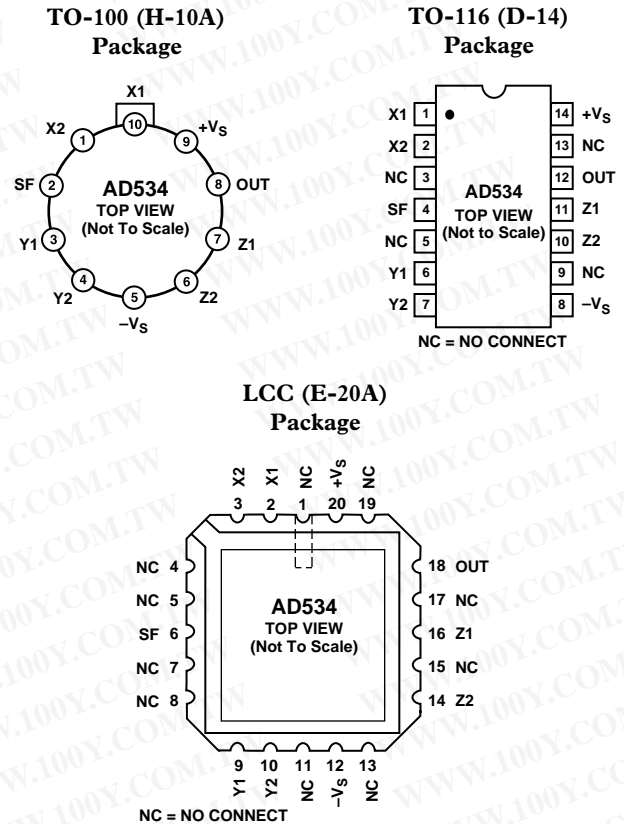 TO-100 (H-10A)
Package
X1
X2
10
+VS
1
9
SF
2
AD534
8
OUT
TOP VIEW
(Not To Scale)
Y1
3
7
Z1
Y2
4
5
6
Z2
–VS
TO-116 (D-14)
Package
X1 1
14 +VS
X2 2
13 NC
NC 3
12 OUT
AD534
SF 4
TOP VIEW
11 Z1
(Not to Scale)
NC 5
10 Z2
Y1 6
9 NC
Y2 7
8 –VS
NC = NO CONNECT
LCC (E-20A)
Package
X2 X1 NC +VS NC
3 2 1 20 19
NC 4
18 OUT
NC 5
17 NC
AD534
TOP VIEW
(Not To Scale)
SF 6
16 Z1
NC 7
15 NC
NC 8
14 Z2
9 10 11 12 13
Y1 Y2 NC –VS NC
NC = NO CONNECT
WWW.100Y.COM.TW